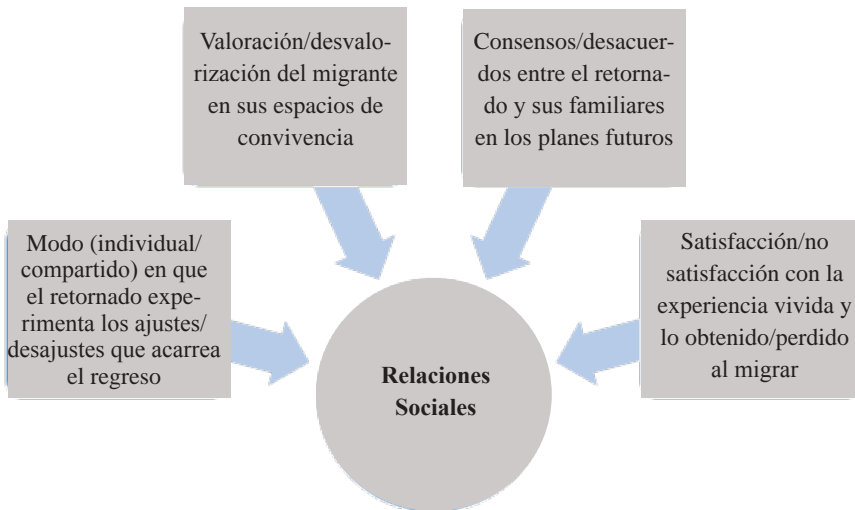 Valoración/desvalo-
rización del migrante
en sus espacios de
convivencia
Consensos/desacuer-
dos entre el retorna-
do y sus familiares
en los planes futuros
Modo (individual/
compartido) en que
el retornado expe-
rimenta los ajustes/
desajustes que acarrea
el regreso
Satisfacción/no
satisfacción con la
experiencia vivida y
lo obtenido/perdido
al migrar
Relaciones
Sociales